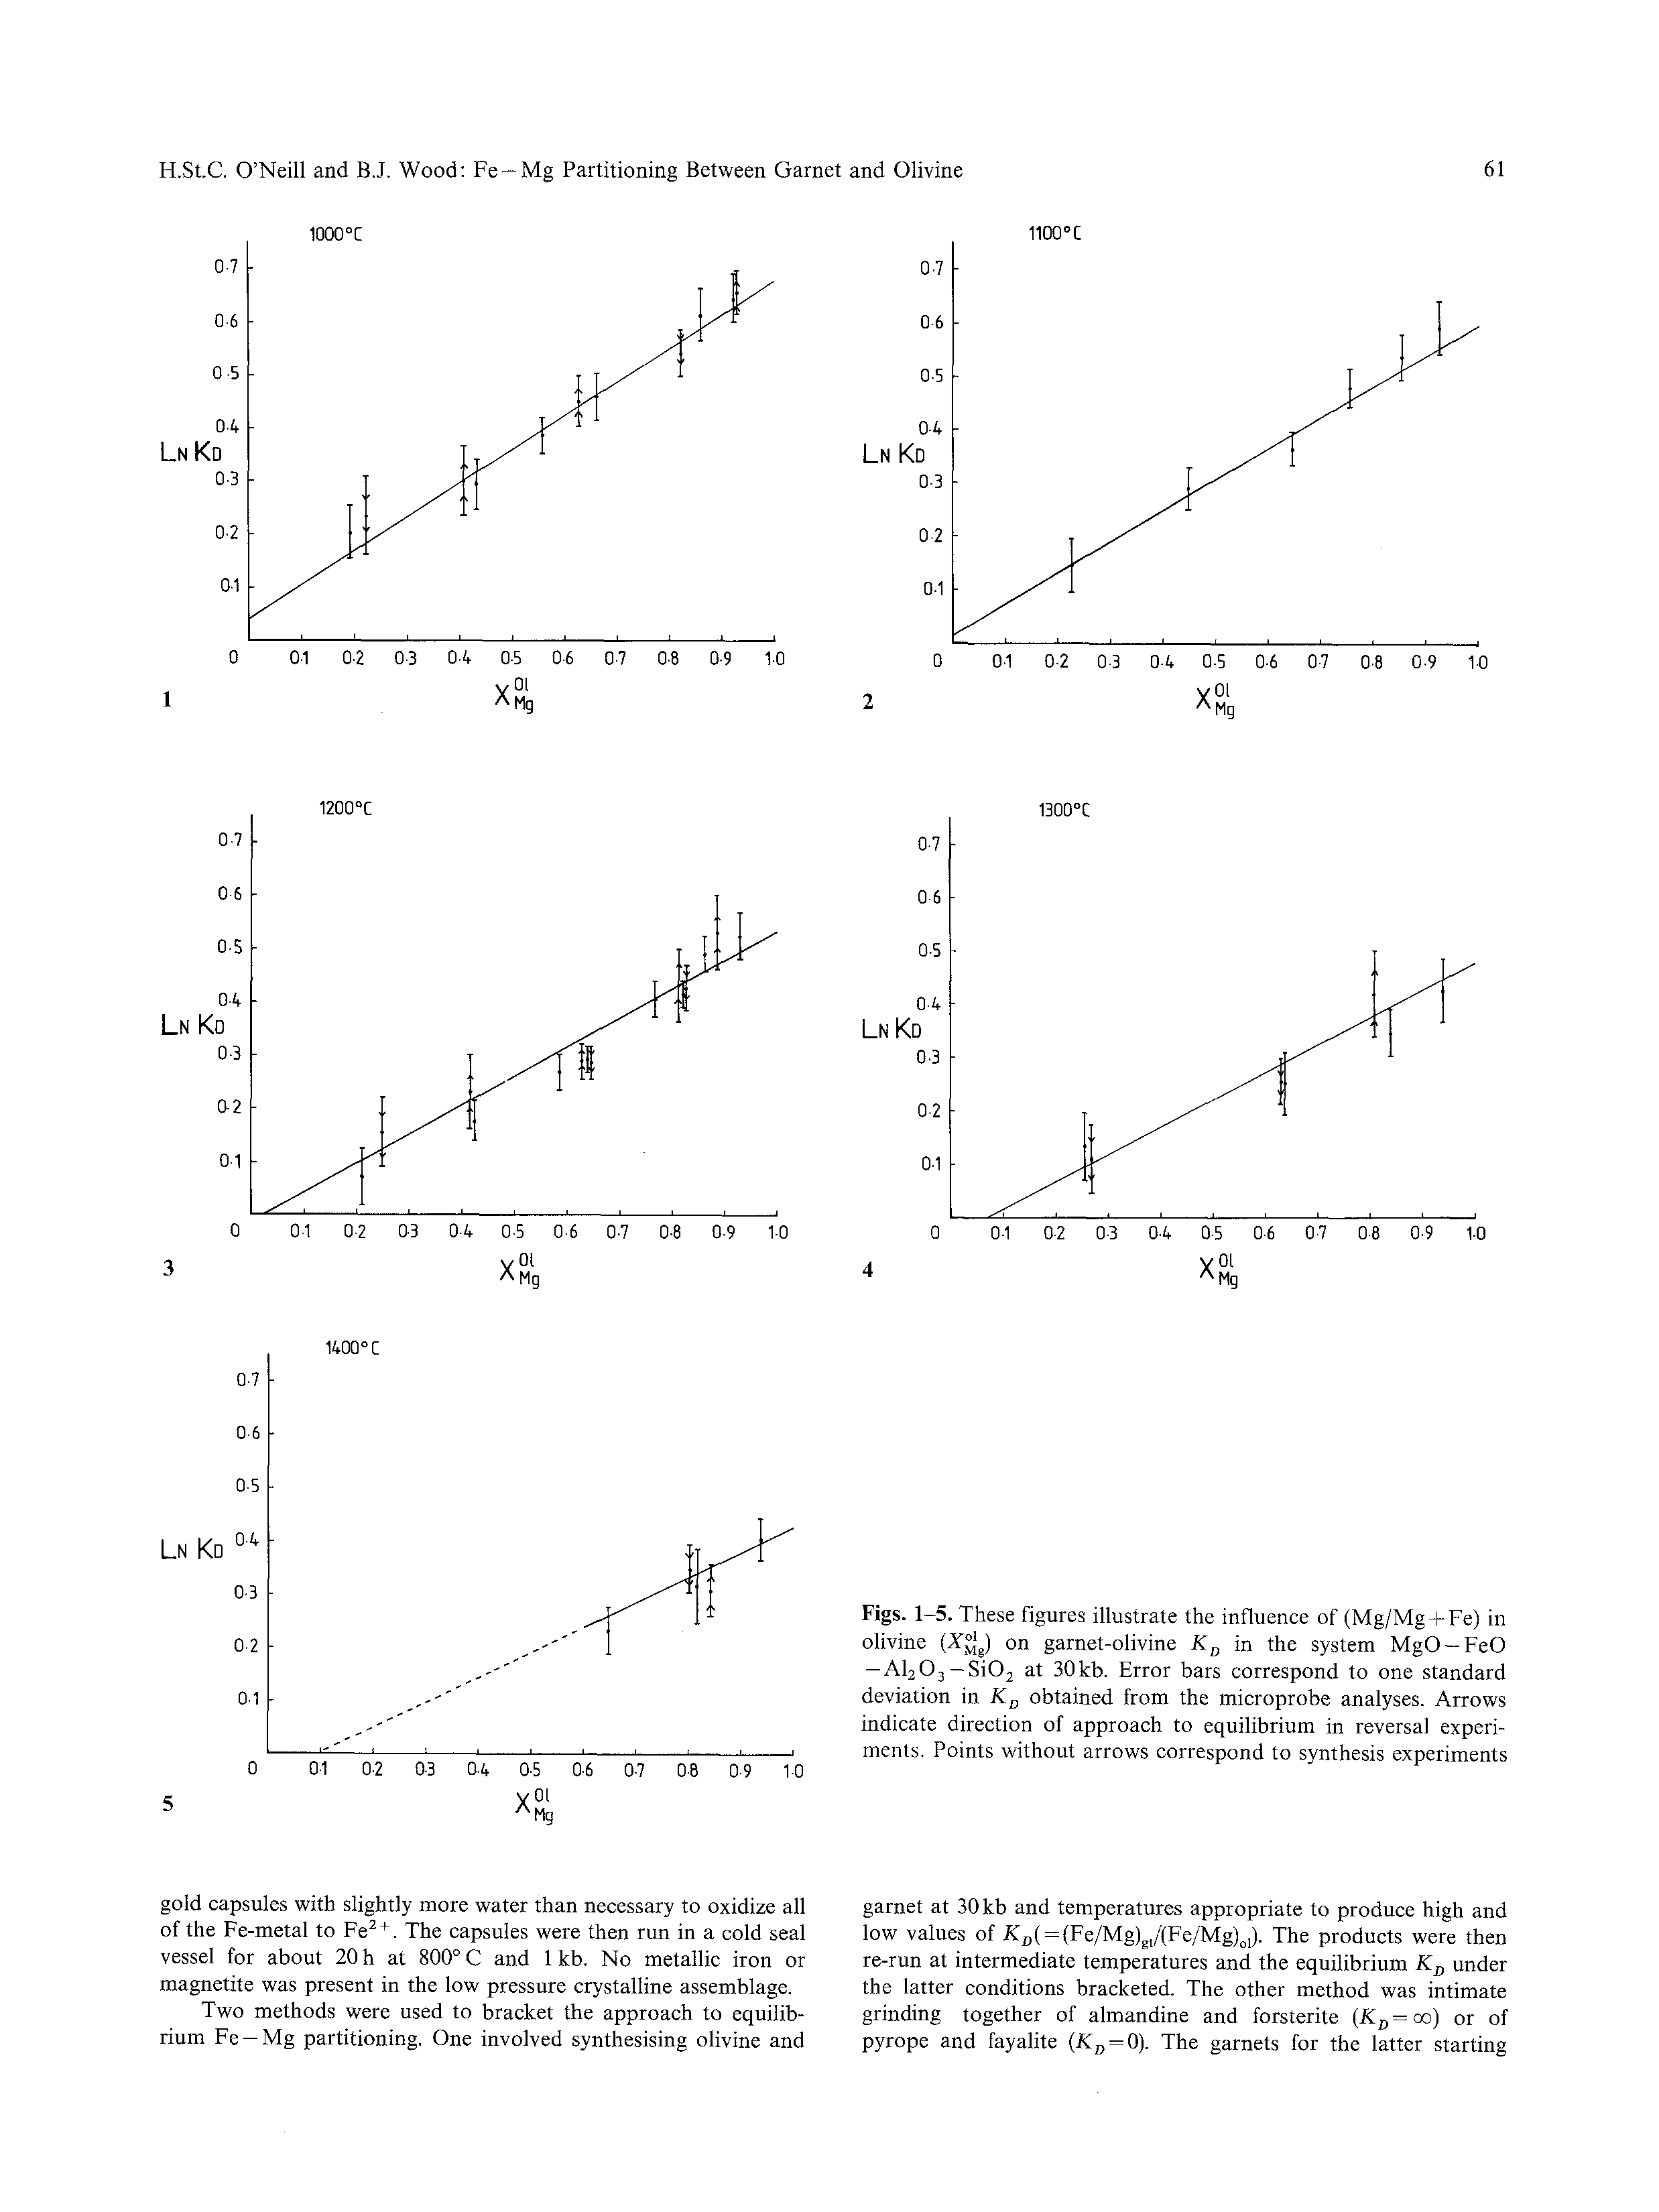 H.St.C. O'Neill and B.J. Wood: Fe—Mg Partitioning Between Garnet and Olivine 61
1000°C
0·7
0·6
0·5
0·4
Ln KD
0·3
0·2
0·1
0 0·1 0·2 0·3 0·4 0·5 0·6 0·7 0·8 0·9 1·0
1 X Ol Mg
1100°C
0·7
0·6
0·5
0·4
Ln KD
0·3
0·2
0·1
0 0·1 0·2 0·3 0·4 0·5 0·6 0·7 0·8 0·9 1·0
2 X Ol Mg
1200°C
0·7
0·6
0·5
0·4
Ln KD
0·3
0·2
0·1
0 0·1 0·2 0·3 0·4 0·5 0·6 0·7 0·8 0·9 1·0
3 X Ol Mg
1300°C
0·7
0·6
0·5
0·4
Ln KD
0·3
0·2
0·1
0 0·1 0·2 0·3 0·4 0·5 0·6 0·7 0·8 0·9 1·0
4 X Ol Mg
1400°C
0·7
0·6
0·5
Ln KD 0·4
0·3
0·2
0·1
0 0·1 0·2 0·3 0·4 0·5 0·6 0·7 0·8 0·9 1·0
5 X Ol Mg
Figs. 1–5. These figures illustrate the influence of (Mg/Mg+Fe) in
olivine (X ol Mg) on garnet-olivine K_D in the system MgO—FeO
—Al₂O₃—SiO₂ at 30kb. Error bars correspond to one standard
deviation in K_D obtained from the microprobe analyses. Arrows
indicate direction of approach to equilibrium in reversal experi-
ments. Points without arrows correspond to synthesis experiments
gold capsules with slightly more water than necessary to oxidize all
of the Fe-metal to Fe²⁺. The capsules were then run in a cold seal
vessel for about 20h at 800°C and 1kb. No metallic iron or
magnetite was present in the low pressure crystalline assemblage.
Two methods were used to bracket the approach to equilib-
rium Fe—Mg partitioning. One involved synthesising olivine and
garnet at 30kb and temperatures appropriate to produce high and
low values of K_D(=(Fe/Mg)gt/(Fe/Mg)ol). The products were then
re-run at intermediate temperatures and the equilibrium K_D under
the latter conditions bracketed. The other method was intimate
grinding together of almandine and forsterite (K_D=∞) or of
pyrope and fayalite (K_D=0). The garnets for the latter starting